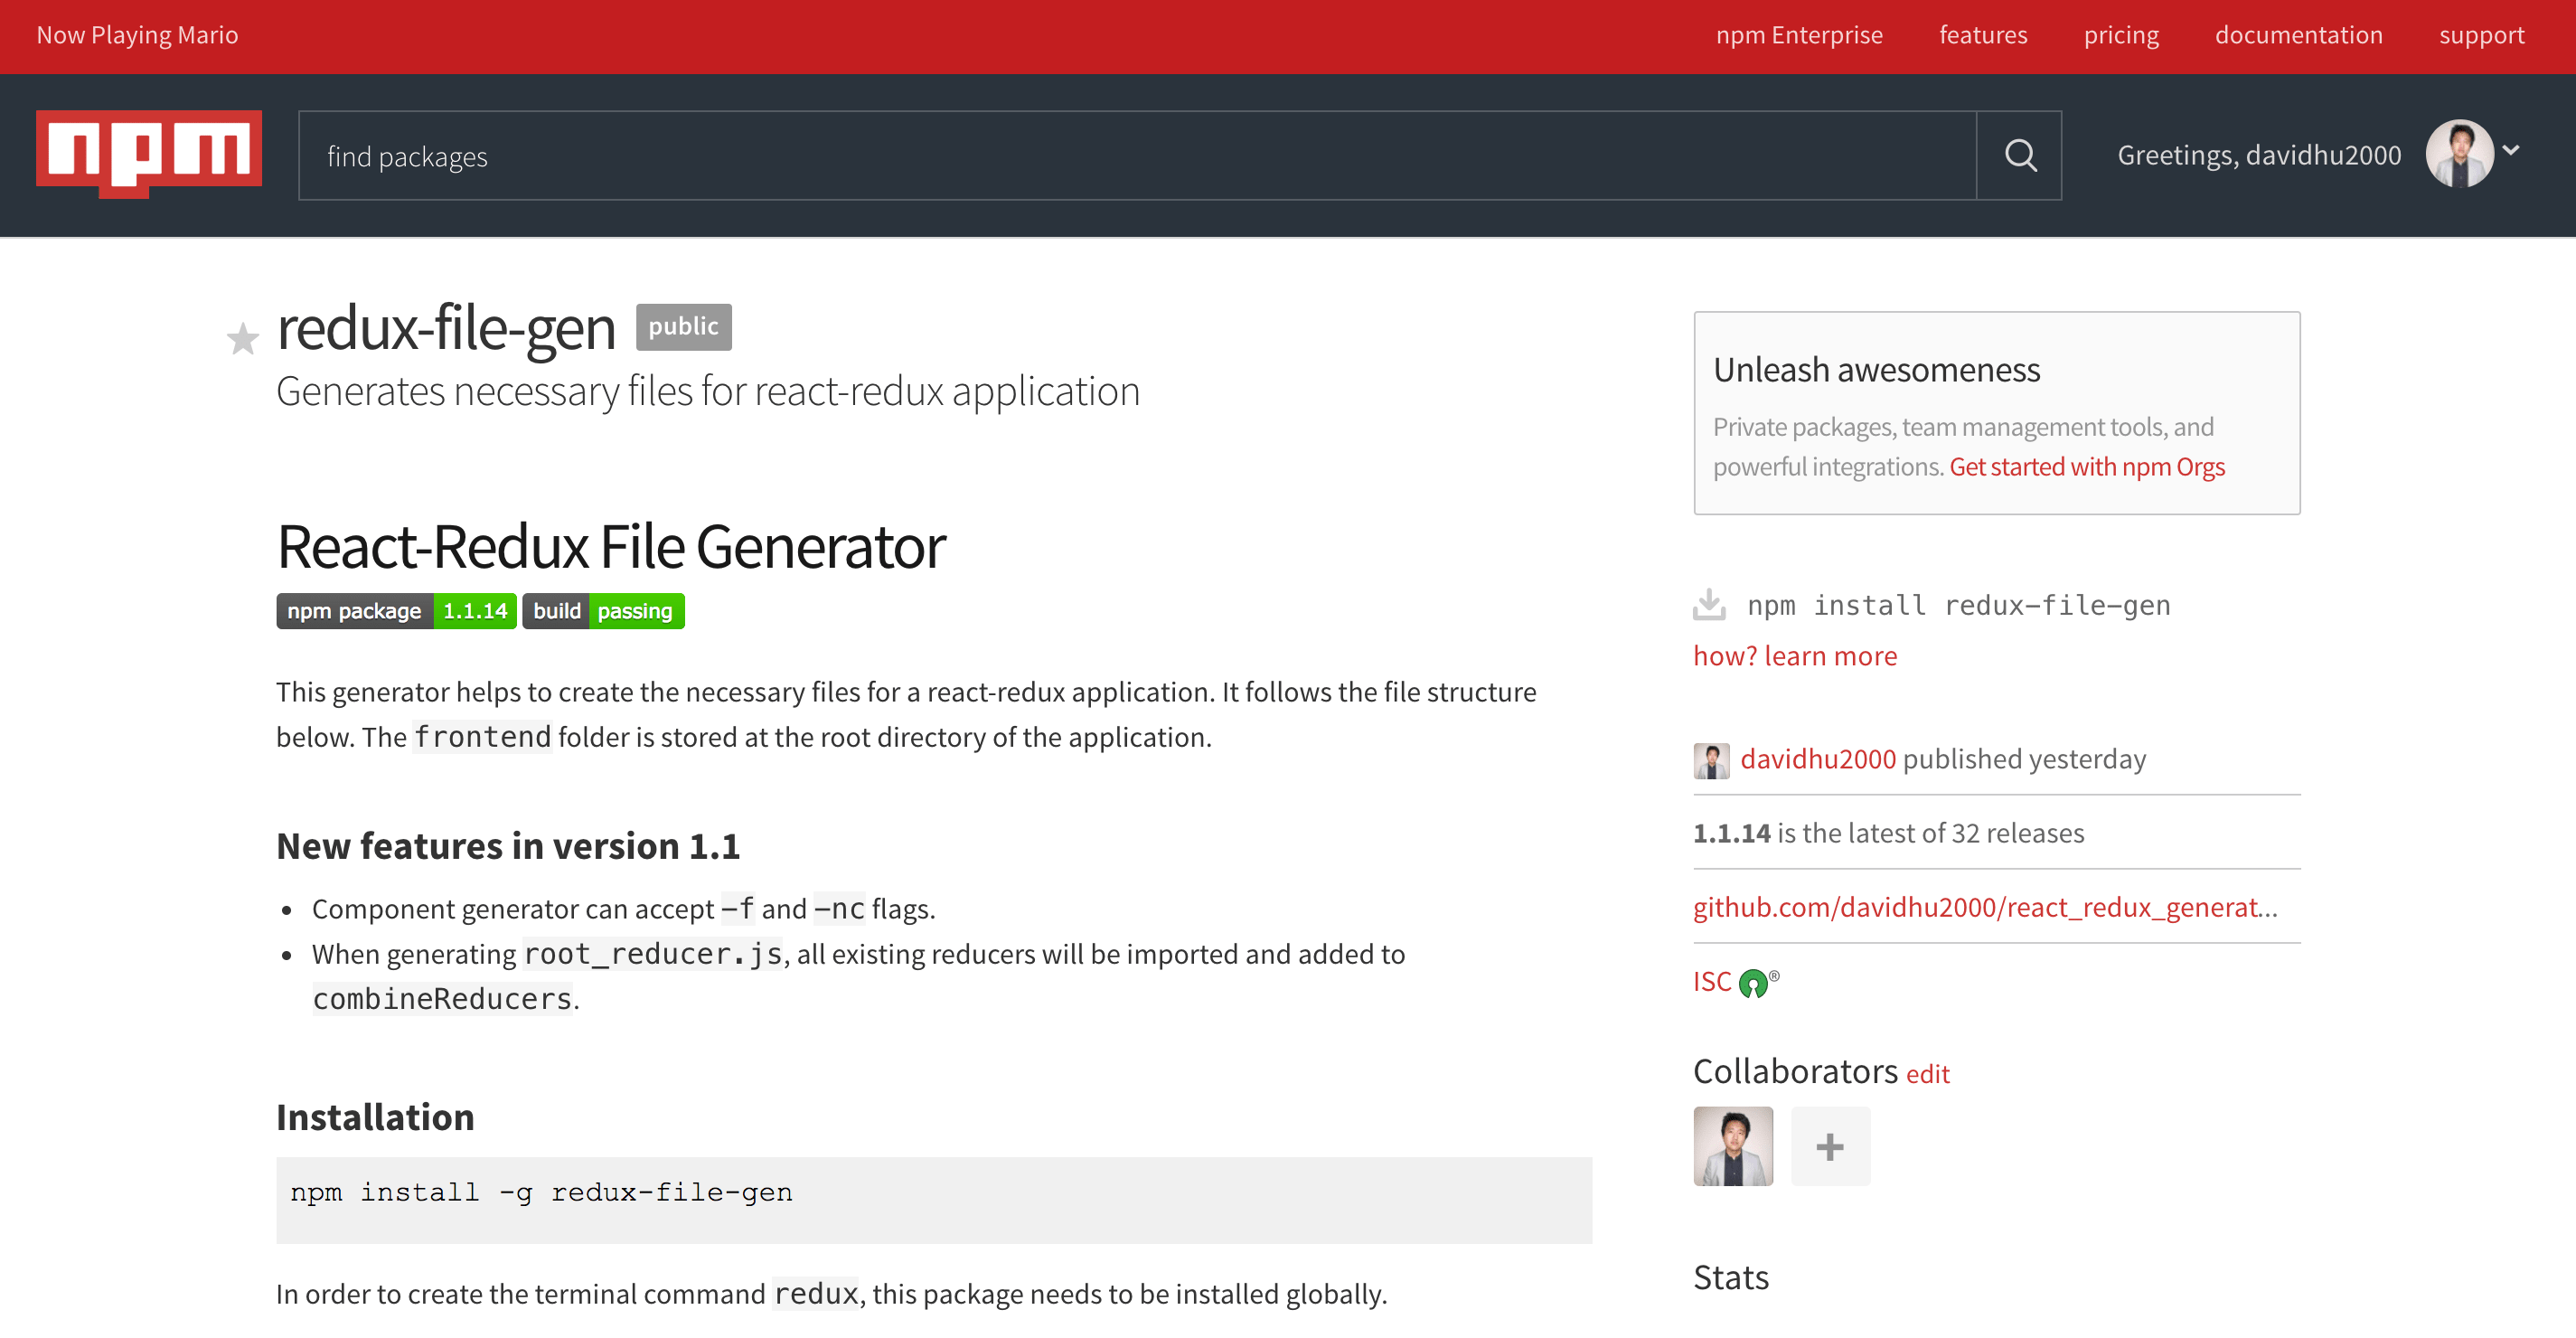 Now Playing Mario
npm Enterprise features pricing documentation support
npm
find packages
Greetings, davidhu2000
redux-file-gen public
Generates necessary files for react-redux application
React-Redux File Generator
npm package 1.1.14 build passing
This generator helps to create the necessary files for a react-redux application. It follows the file structure
below. The frontend folder is stored at the root directory of the application.
New features in version 1.1
• Component generator can accept -f and -nc flags.
• When generating root_reducer.js, all existing reducers will be imported and added to
combineReducers.
Installation
npm install -g redux-file-gen
In order to create the terminal command redux, this package needs to be installed globally.
Unleash awesomeness
Private packages, team management tools, and
powerful integrations. Get started with npm Orgs
npm install redux-file-gen
how? learn more
davidhu2000 published yesterday
1.1.14 is the latest of 32 releases
github.com/davidhu2000/react_redux_generat...
ISC ®
Collaborators edit
+
Stats